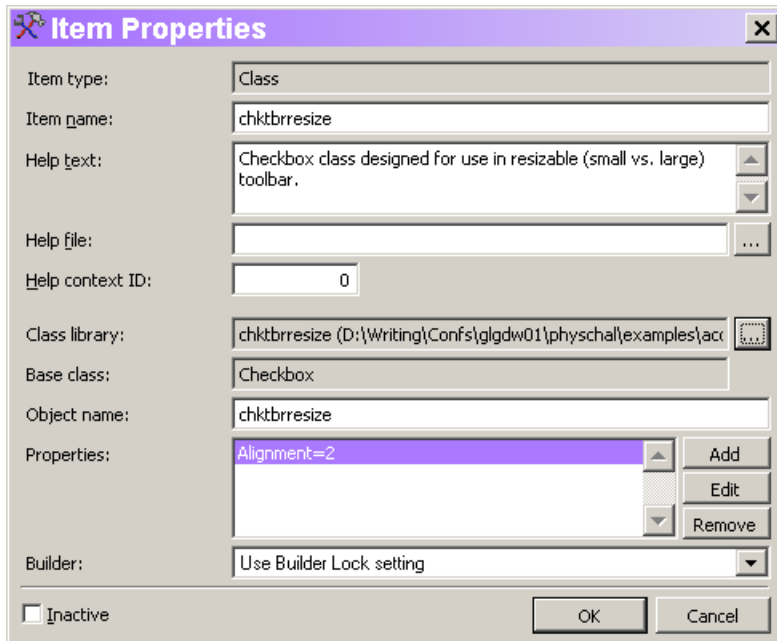 Item Properties
Item type:
Class
Item name:
chktbrresize
Help text:
Checkbox class designed for use in resizable (small vs. large)
toolbar.
Help file:
...
Help context ID:
0
Class library:
chktbrresize (D:\Writing\Confs\glgdw01\physchal\examples\acc
...
Base class:
Checkbox
Object name:
chktbrresize
Properties:
Alignment=2
Add
Edit
Remove
Builder:
Use Builder Lock setting
Inactive
OK
Cancel